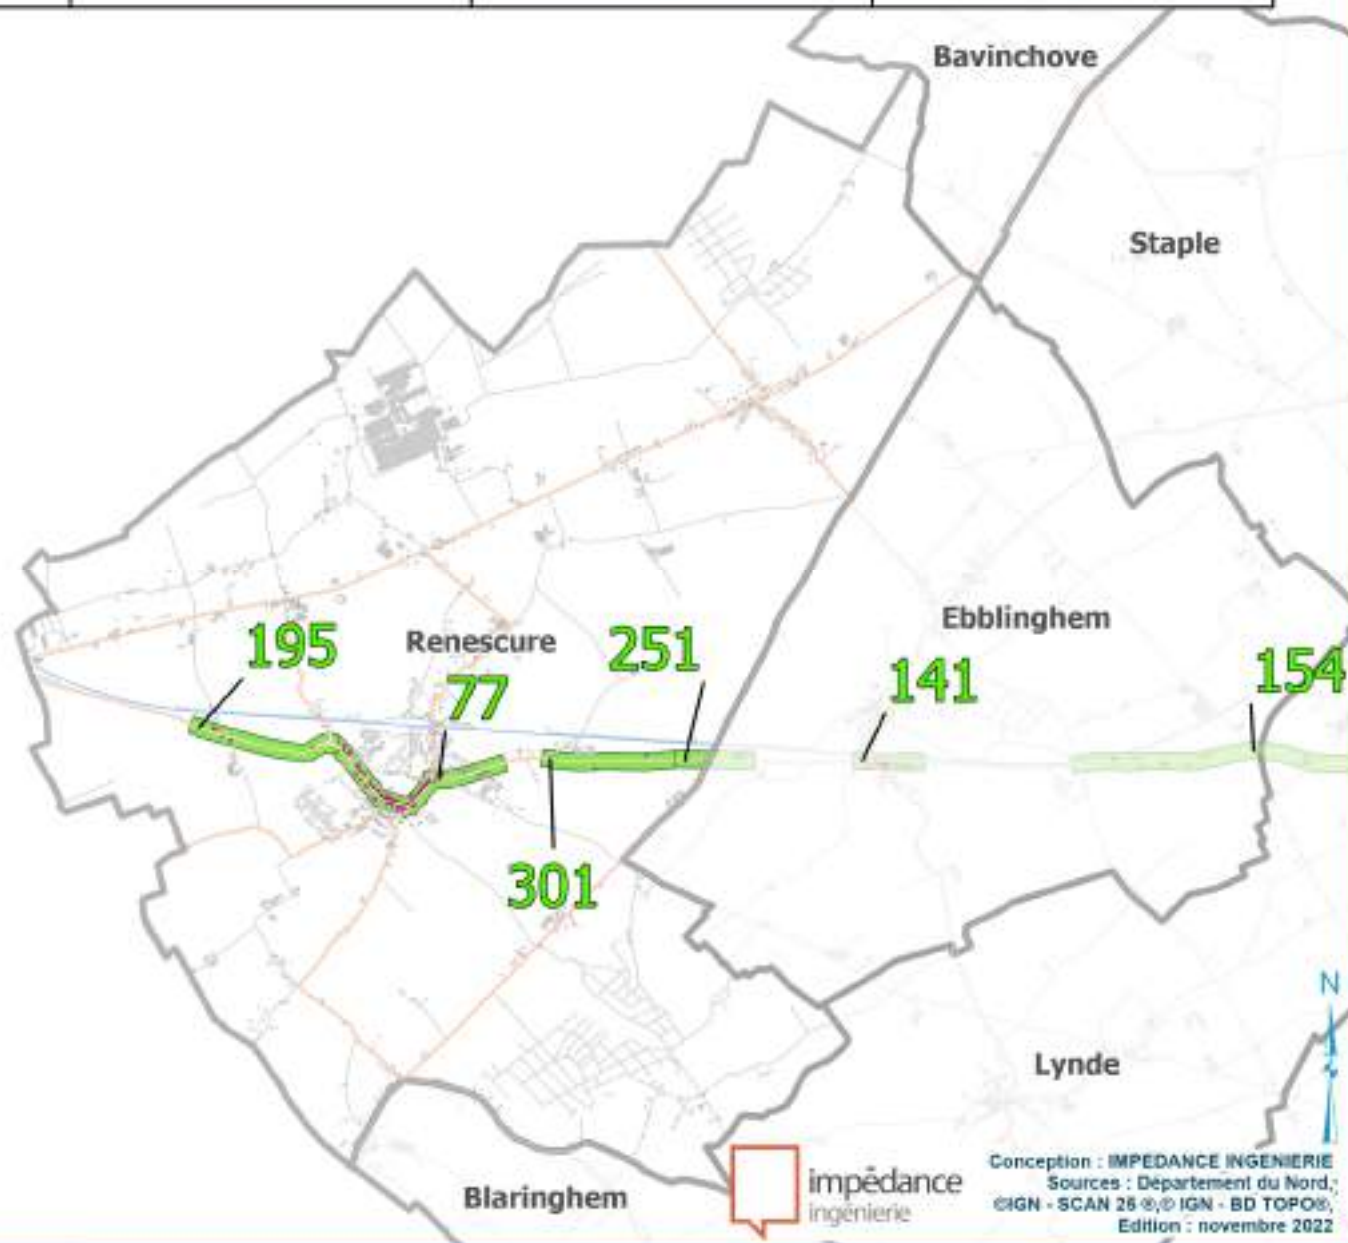 Bavinchove
Staple
Ebblinghem
Renescure
195
77
251
141
154
301
N
Lynde
Blaringhem
impédance
ingénierie
Conception : IMPEDANCE INGENIERIE
Sources : Département du Nord,
©IGN - SCAN 25 ®,© IGN - BD TOPO®,
Edition : novembre 2022